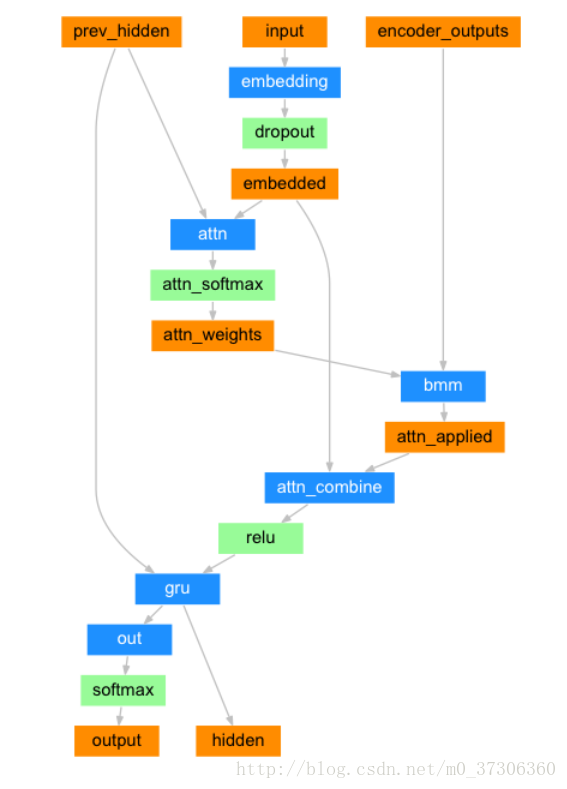 prev_hidden input encoder_outputs
embedding
dropout
embedded
attn
attn_softmax
attn_weights
bmm
attn_applied
attn_combine
relu
gru
out
softmax
output hidden
http://blog.csdn.net/m0_37306360